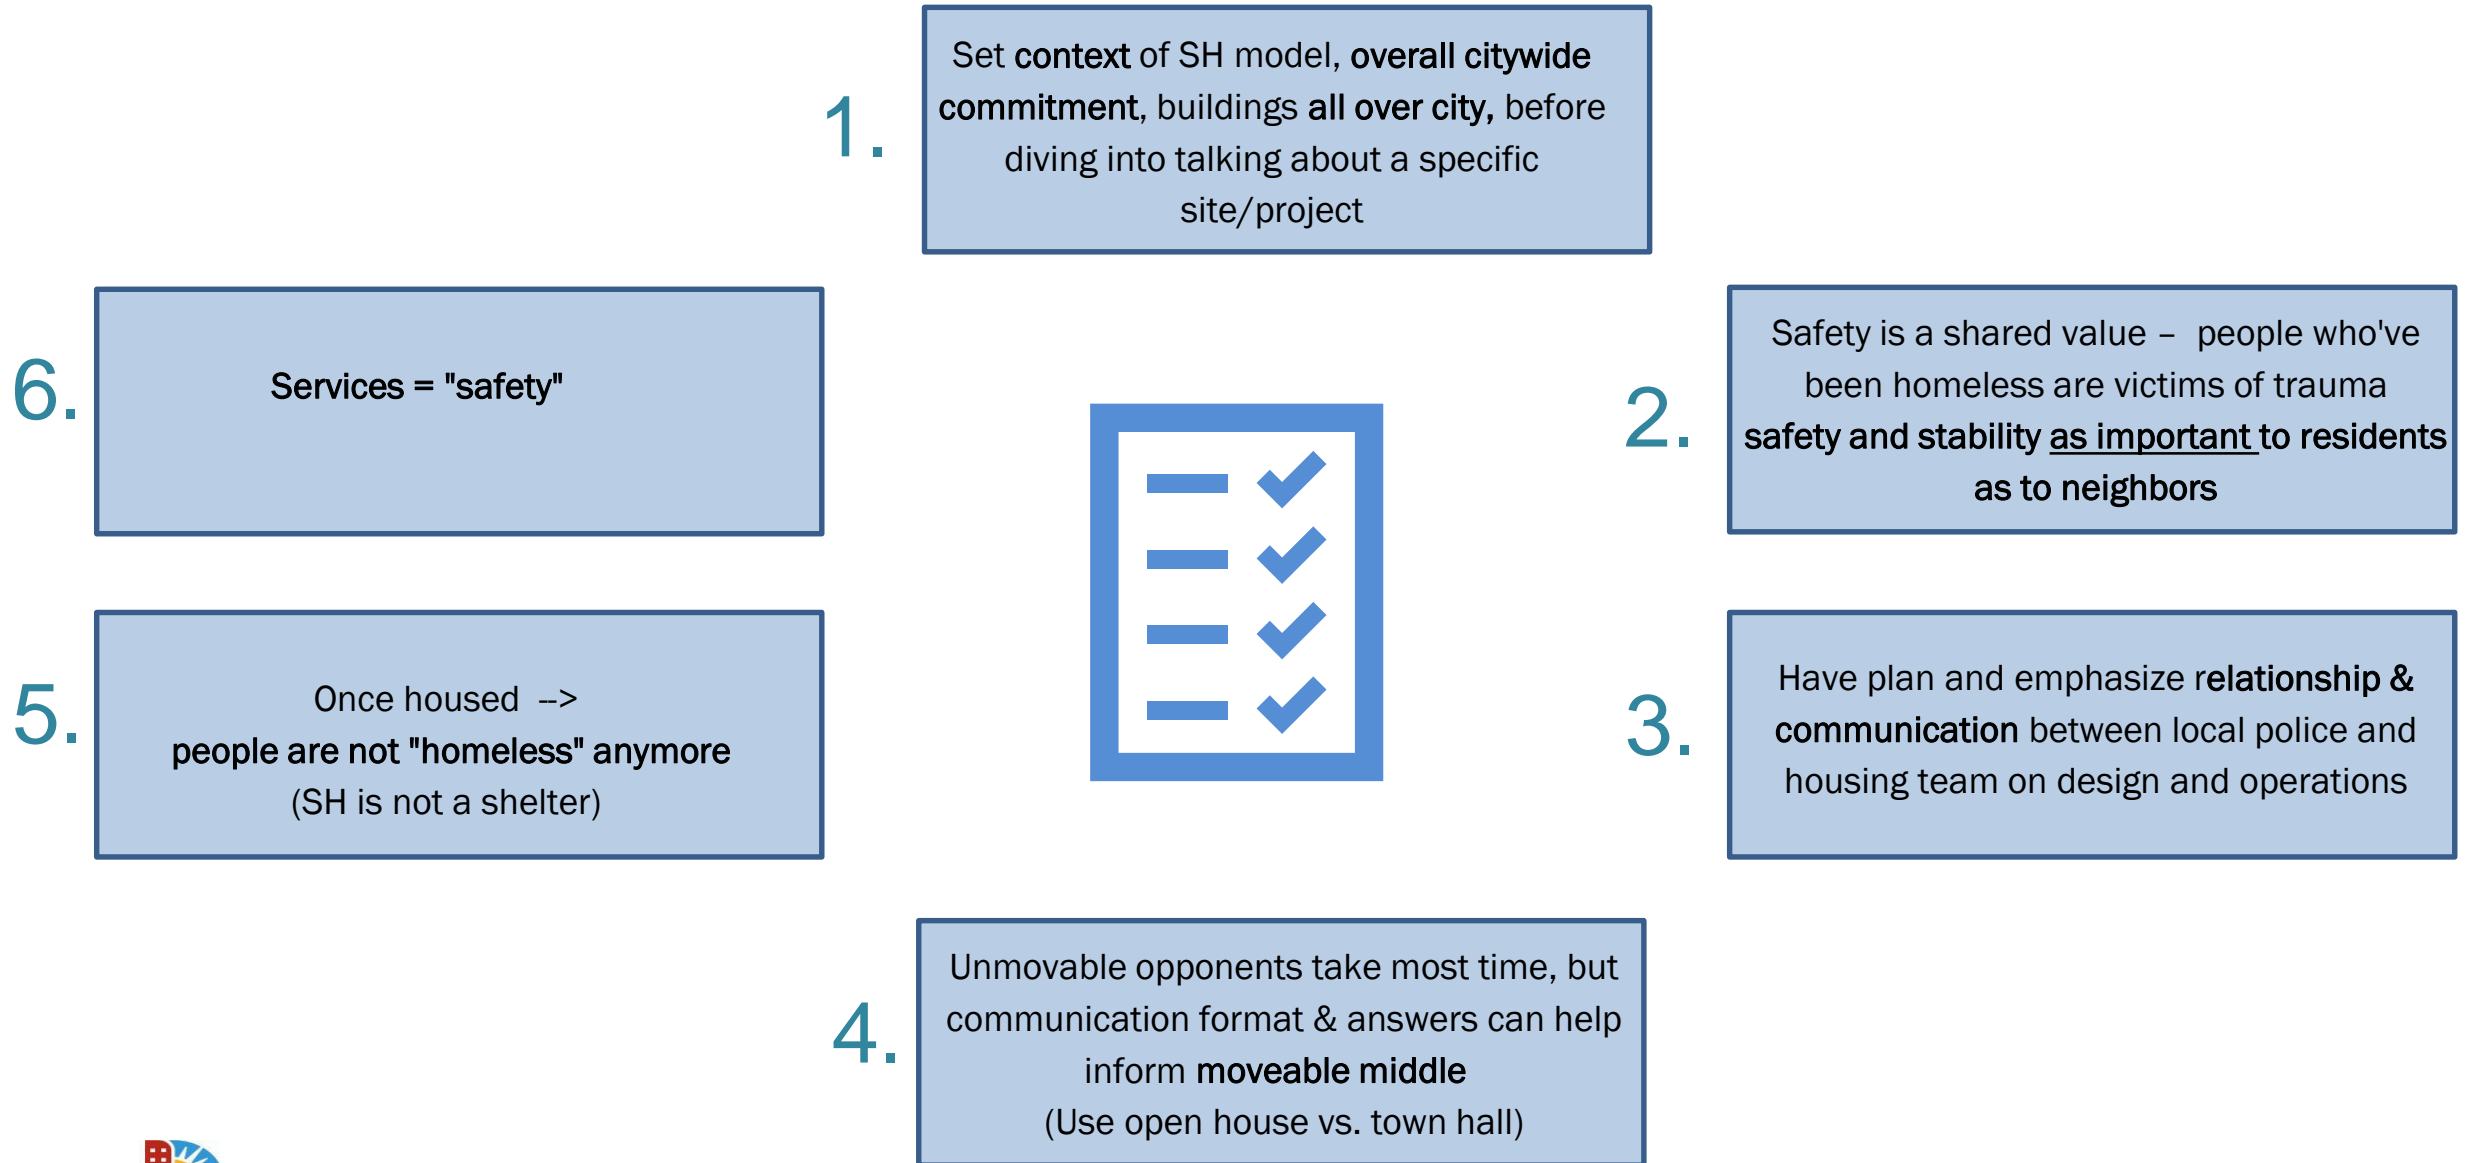 1.
Set context of SH model, overall citywide
commitment, buildings all over city, before
diving into talking about a specific
site/project
2.
Safety is a shared value – people who've
been homeless are victims of trauma
safety and stability as important to residents
as to neighbors
3.
Have plan and emphasize relationship &
communication between local police and
housing team on design and operations
4.
Unmovable opponents take most time, but
communication format & answers can help
inform moveable middle
(Use open house vs. town hall)
5.
Once housed -->
people are not "homeless" anymore
(SH is not a shelter)
6.
Services = "safety"